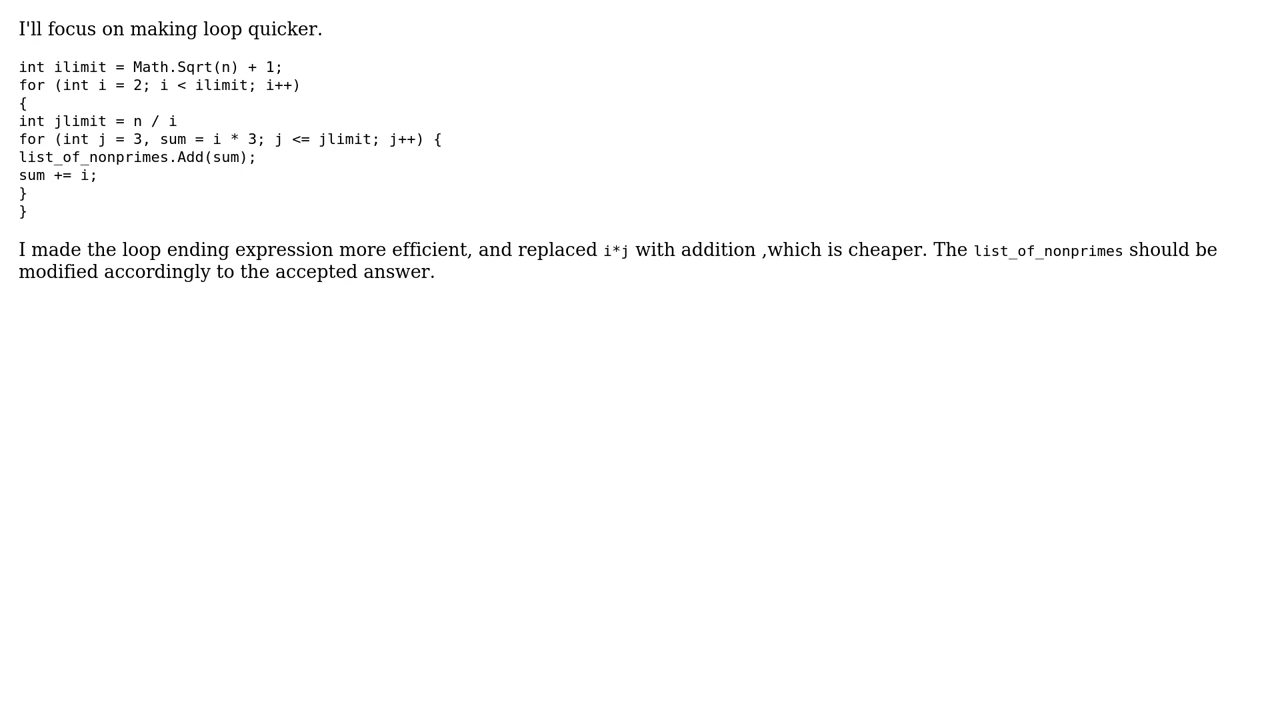 I'll focus on making loop quicker.
int ilimit = Math.Sqrt(n) + 1;
for (int i = 2; i < ilimit; i++)
{
int jlimit = n / i
for (int j = 3, sum = i * 3; j <= jlimit; j++) {
list_of_nonprimes.Add(sum);
sum += i;
}
}
I made the loop ending expression more efficient, and replaced i*j with addition ,which is cheaper. The list_of_nonprimes should be
modified accordingly to the accepted answer.